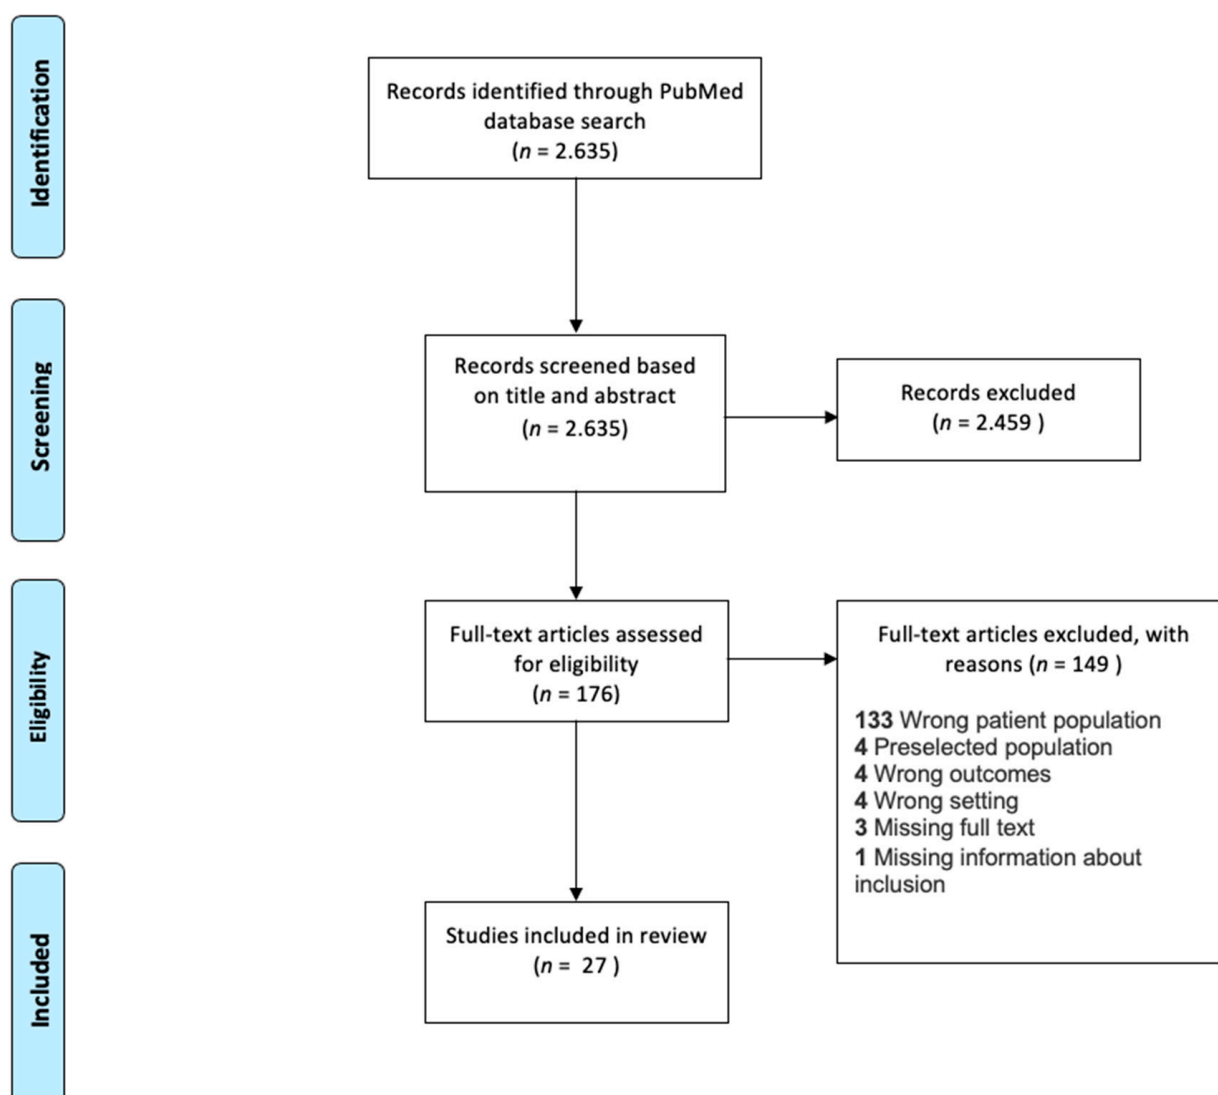 Identification
Records identified through PubMed
database search
(n = 2.635)
Screening
Records screened based
on title and abstract
(n = 2.635)
Records excluded
(n = 2.459 )
Eligibility
Full-text articles assessed
for eligibility
(n = 176)
Full-text articles excluded, with
reasons (n = 149 )
133 Wrong patient population
4 Preselected population
4 Wrong outcomes
4 Wrong setting
3 Missing full text
1 Missing information about
inclusion
Included
Studies included in review
(n =  27 )